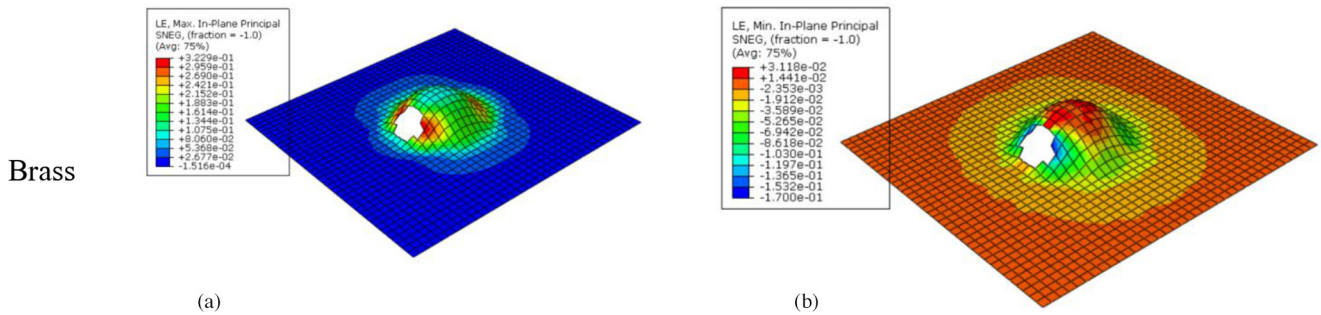 LE, Max. In-Plane Principal
SNEG, (fraction = -1.0)
(Avg: 75%)
+3.229e-01
+2.959e-01
+2.690e-01
+2.421e-01
+2.152e-01
+1.883e-01
+1.614e-01
+1.344e-01
+1.075e-01
+8.060e-02
+5.368e-02
+2.677e-02
-1.516e-04
LE, Min. In-Plane Principal
SNEG, (fraction = -1.0)
(Avg: 75%)
+3.118e-02
+1.441e-02
-2.353e-03
-1.912e-02
-3.589e-02
-5.265e-02
-6.942e-02
-8.618e-02
-1.030e-01
-1.197e-01
-1.365e-01
-1.532e-01
-1.700e-01
Brass
(a)
(b)